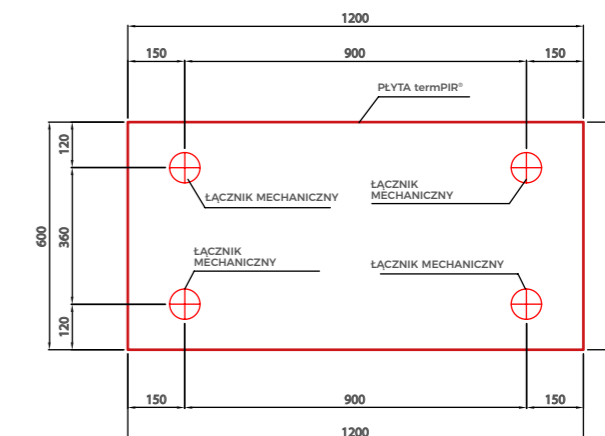 1200
150 900 150
PŁYTA termPIR®
120
ŁĄCZNIK MECHANICZNY
ŁĄCZNIK
MECHANICZNY
600
360
ŁĄCZNIK
MECHANICZNY
ŁĄCZNIK MECHANICZNY
120
150 900 150
1200